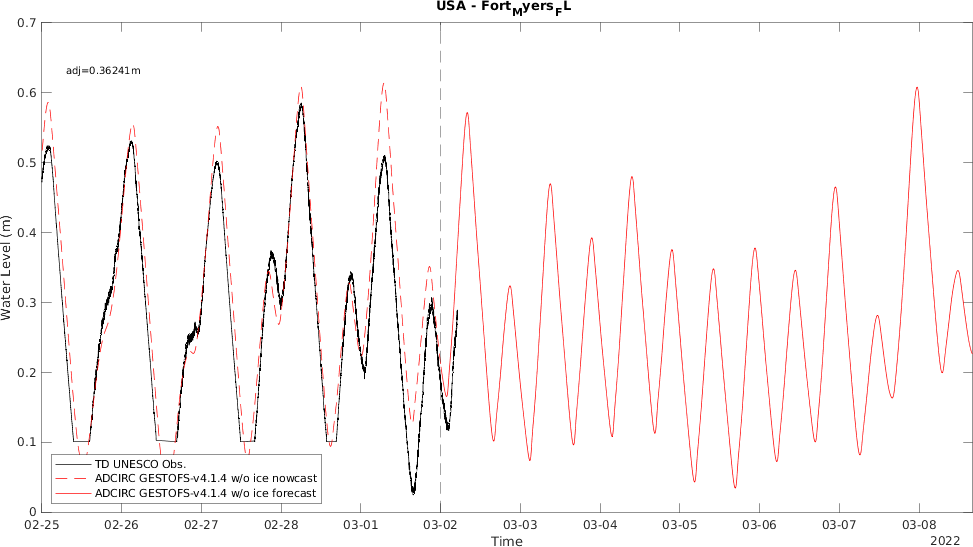 USA - FortMyersFL
adj=0.36241m
0.7
0.6
0.5
0.4
0.3
0.2
0.1
0
Water Level (m)
TD UNESCO Obs.
ADCIRC GESTOFS-v4.1.4 w/o ice nowcast
ADCIRC GESTOFS-v4.1.4 w/o ice forecast
02-25 02-26 02-27 02-28 03-01 03-02 03-03 03-04 03-05 03-06 03-07 03-08
Time
2022